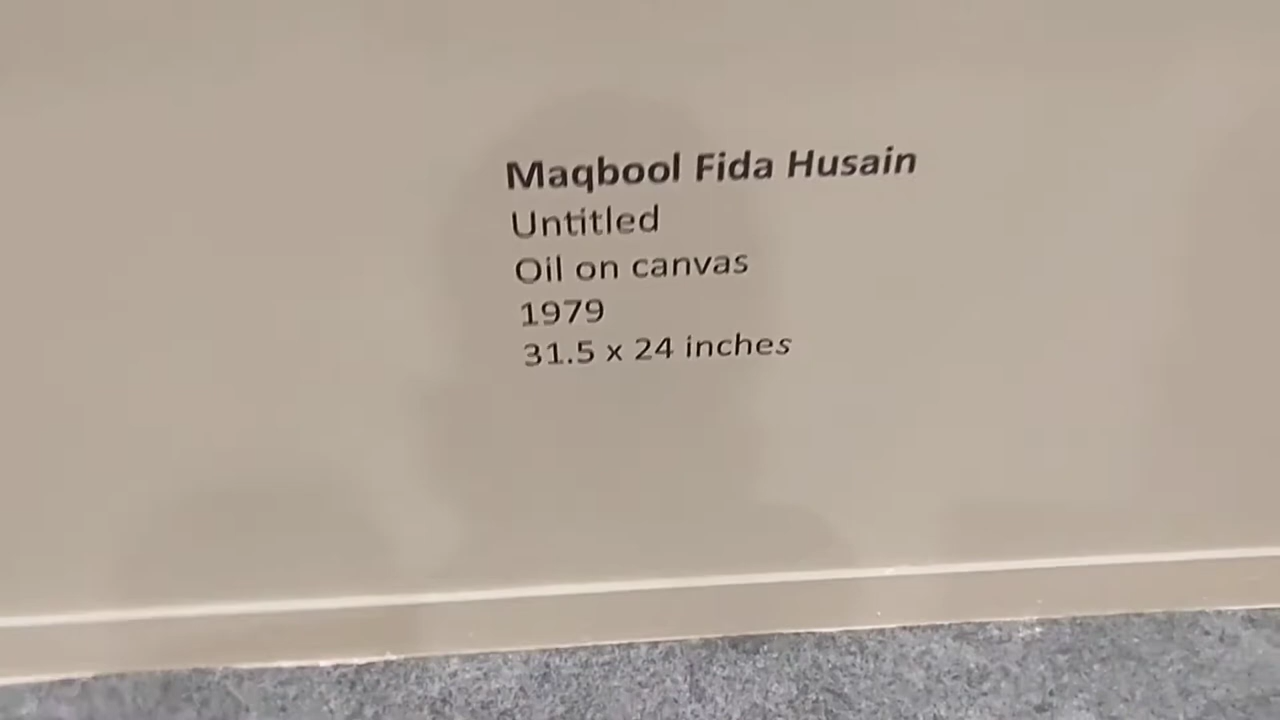 Maqbool Fida Husain
Untitled
Oil on canvas
1979
31.5 x 24 inches